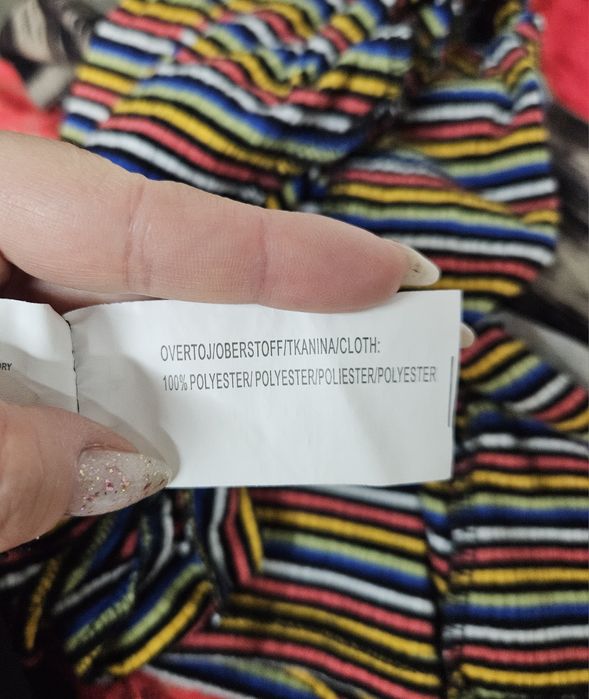 OVERTOJ/OBERSTOFF/TKANINA/CLOTH:
100% POLYESTER/ POLYESTER/POLIESTER/POLYESTER